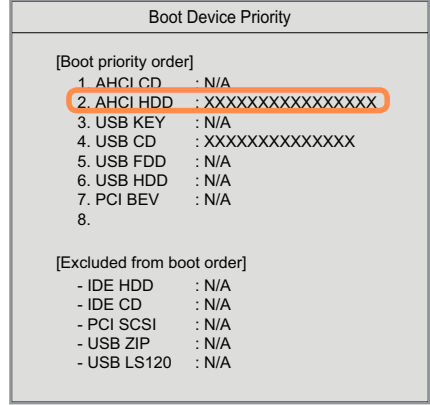 Boot Device Priority
[Boot priority order]
1. AHCI CD : N/A
2. AHCI HDD : XXXXXXXXXXXXXXXX
3. USB KEY : N/A
4. USB CD : XXXXXXXXXXXXXX
5. USB FDD : N/A
6. USB HDD : N/A
7. PCI BEV : N/A
8.
[Excluded from boot order]
- IDE HDD : N/A
- IDE CD : N/A
- PCI SCSI : N/A
- USB ZIP : N/A
- USB LS120 : N/A